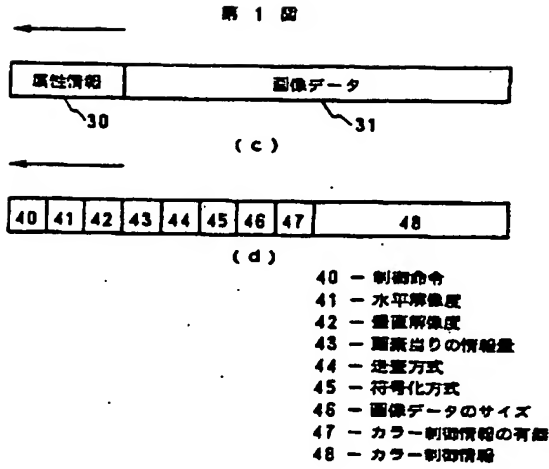 第 1 図
属性情報 画像データ
30 31
(c)
40 41 42 43 44 45 46 47 48
(d)
40 — 制御命令
41 — 水平解像度
42 — 垂直解像度
43 — 画素当りの情報量
44 — 走査方式
45 — 符号化方式
46 — 画像データのサイズ
47 — カラー制御情報の有無
48 — カラー制御情報